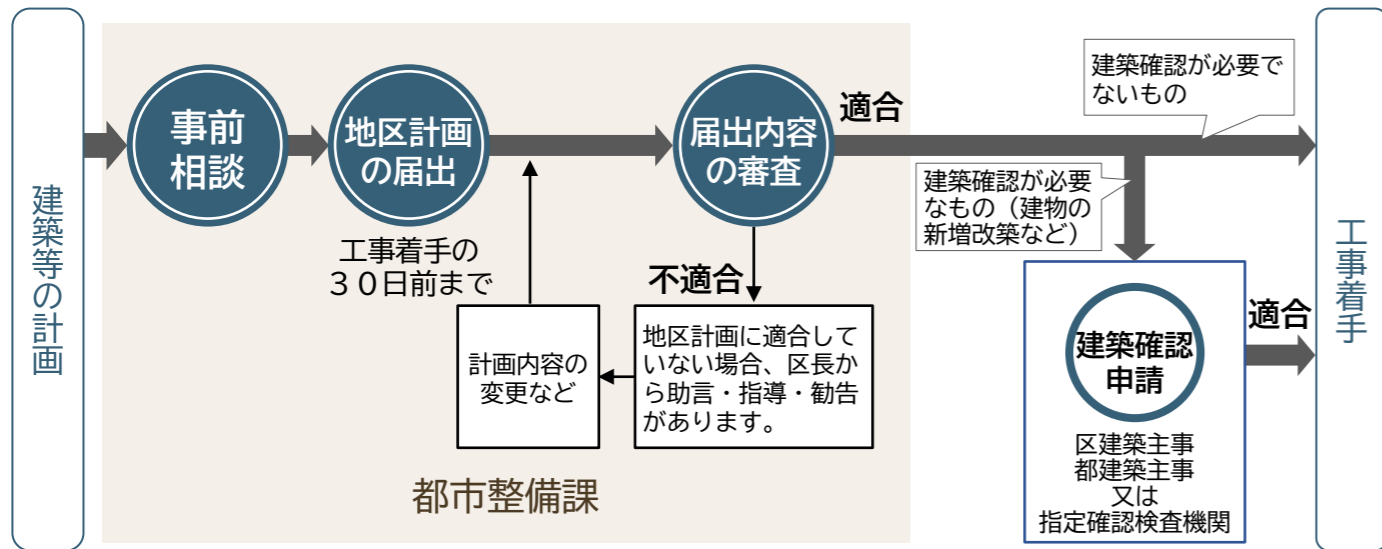 建築等の計画
事前
相談
地区計画
の届出
工事着手の
３０日前まで
届出内容
の審査
適合
不適合
地区計画に適合して
いない場合、区長か
ら助言・指導・勧告
があります。
計画内容の
変更など
都市整備課
建築確認が必要で
ないもの
建築確認が必要
なもの（建物の
新増改築など）
建築確認
申請
区建築主事
都建築主事
又は
指定確認検査機関
適合
工事着手